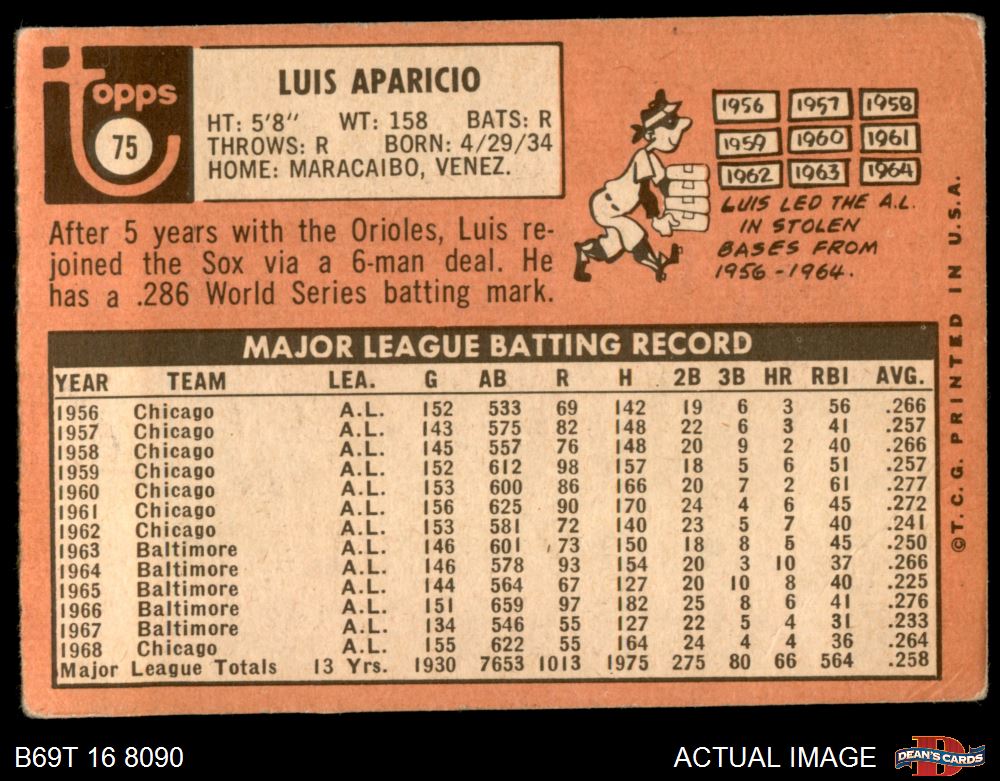 Topps
75
LUIS APARICIO
HT: 5'8" WT: 158 BATS: R
THROWS: R BORN: 4/29/34
HOME: MARACAIBO, VENEZ.
After 5 years with the Orioles, Luis re-
joined the Sox via a 6-man deal. He
has a .286 World Series batting mark.
1956 1957 1958
1959 1960 1961
1962 1963 1964
LUIS LED THE A.L.
IN STOLEN
BASES FROM
1956-1964.
MAJOR LEAGUE BATTING RECORD
YEAR TEAM LEA. G AB R H 2B 3B HR RBI AVG.
1956 Chicago A.L. 152 533 69 142 19 6 3 56 .266
1957 Chicago A.L. 143 575 82 148 22 6 3 41 .257
1958 Chicago A.L. 145 557 76 148 20 9 2 40 .266
1959 Chicago A.L. 152 612 98 157 18 5 6 51 .257
1960 Chicago A.L. 153 600 86 166 20 7 2 61 .277
1961 Chicago A.L. 156 625 90 170 24 4 6 45 .272
1962 Chicago A.L. 153 581 72 140 23 5 7 40 .241
1963 Baltimore A.L. 146 601 73 150 18 8 5 45 .250
1964 Baltimore A.L. 146 578 93 154 20 3 10 37 .266
1965 Baltimore A.L. 144 564 67 127 20 10 8 40 .225
1966 Baltimore A.L. 151 659 97 182 25 8 6 41 .276
1967 Baltimore A.L. 134 546 55 127 22 5 4 31 .233
1968 Chicago A.L. 155 622 55 164 24 4 4 36 .264
Major League Totals 13 Yrs. 1930 7653 1013 1975 275 80 66 564 .258
©T.C.G. PRINTED IN U.S.A.
B69T 16 8090
ACTUAL IMAGE
D
DEAN'S CARDS